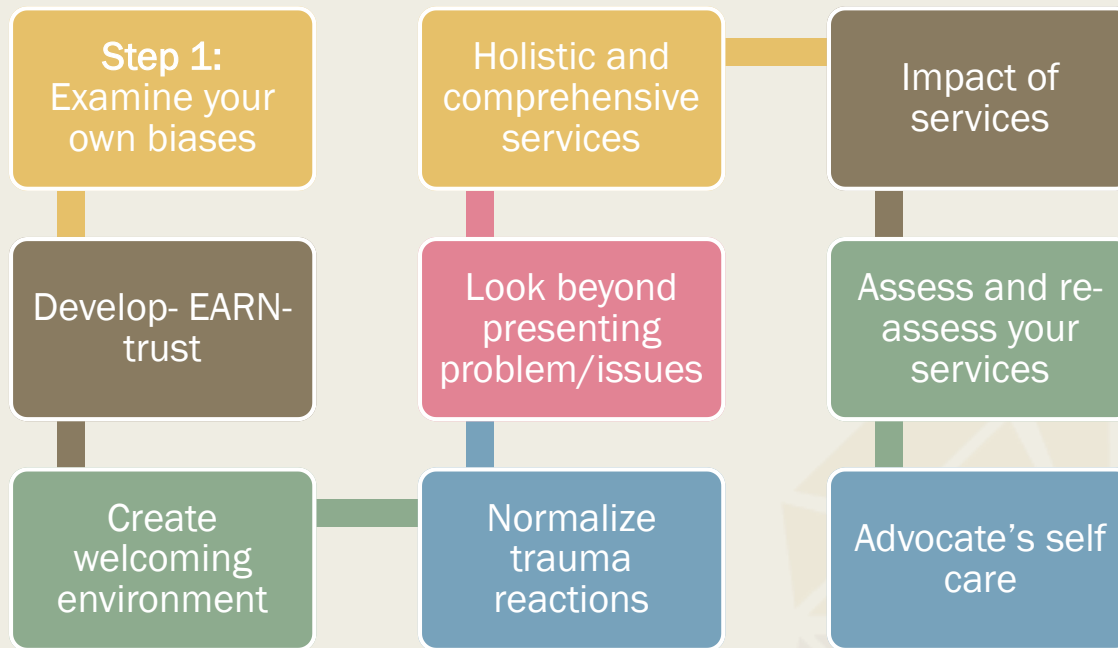 Step 1:
Examine your
own biases
Develop- EARN-
trust
Create
welcoming
environment
Normalize
trauma
reactions
Look beyond
presenting
problem/issues
Holistic and
comprehensive
services
Impact of
services
Assess and re-
assess your
services
Advocate’s self
care